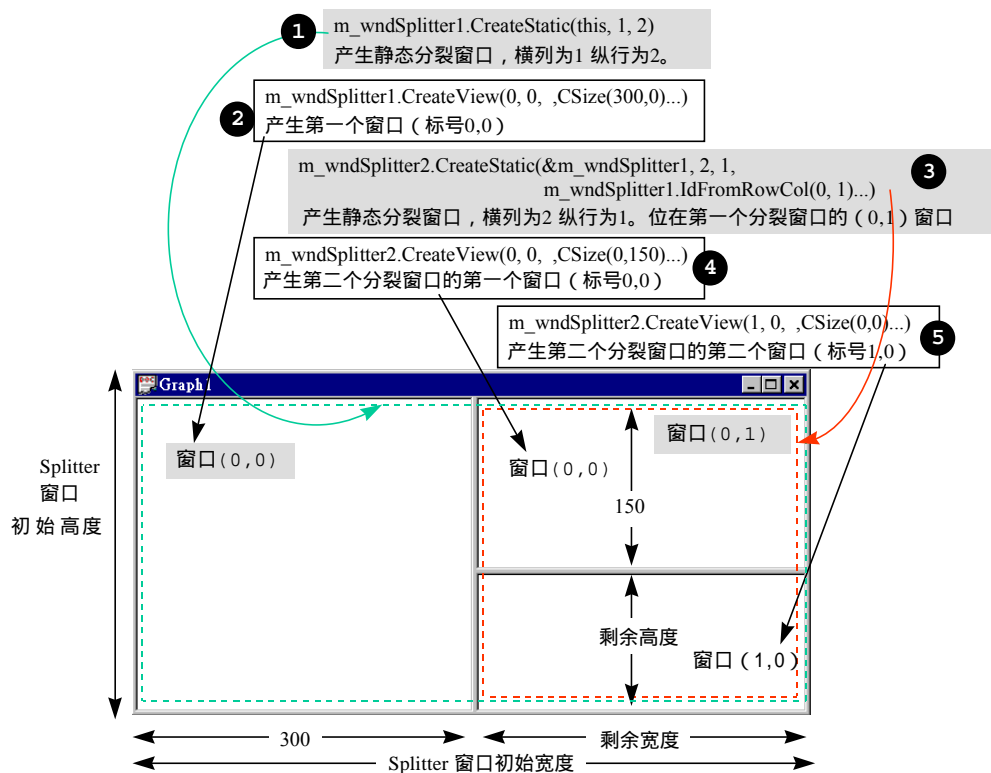 1
m_wndSplitter1.CreateStatic(this, 1, 2)
产生静态分裂窗口，横列为1 纵行为2。
2
m_wndSplitter1.CreateView(0, 0, ,CSize(300,0)...)
产生第一个窗口（标号0,0）
m_wndSplitter2.CreateStatic(&m_wndSplitter1, 2, 1,
m_wndSplitter1.IdFromRowCol(0, 1)...)
3
产生静态分裂窗口，横列为2 纵行为1。位在第一个分裂窗口的（0,1）窗口
m_wndSplitter2.CreateView(0, 0, ,CSize(0,150)...)
4
产生第二个分裂窗口的第一个窗口（标号0,0）
m_wndSplitter2.CreateView(1, 0, ,CSize(0,0)...)
5
产生第二个分裂窗口的第二个窗口（标号1,0）
Graph1
窗口(0,0)
窗口(0,1)
窗口(0,0)
150
Splitter
窗口
初始高度
剩余高度
窗口（1,0）
300
剩余宽度
Splitter 窗口初始宽度